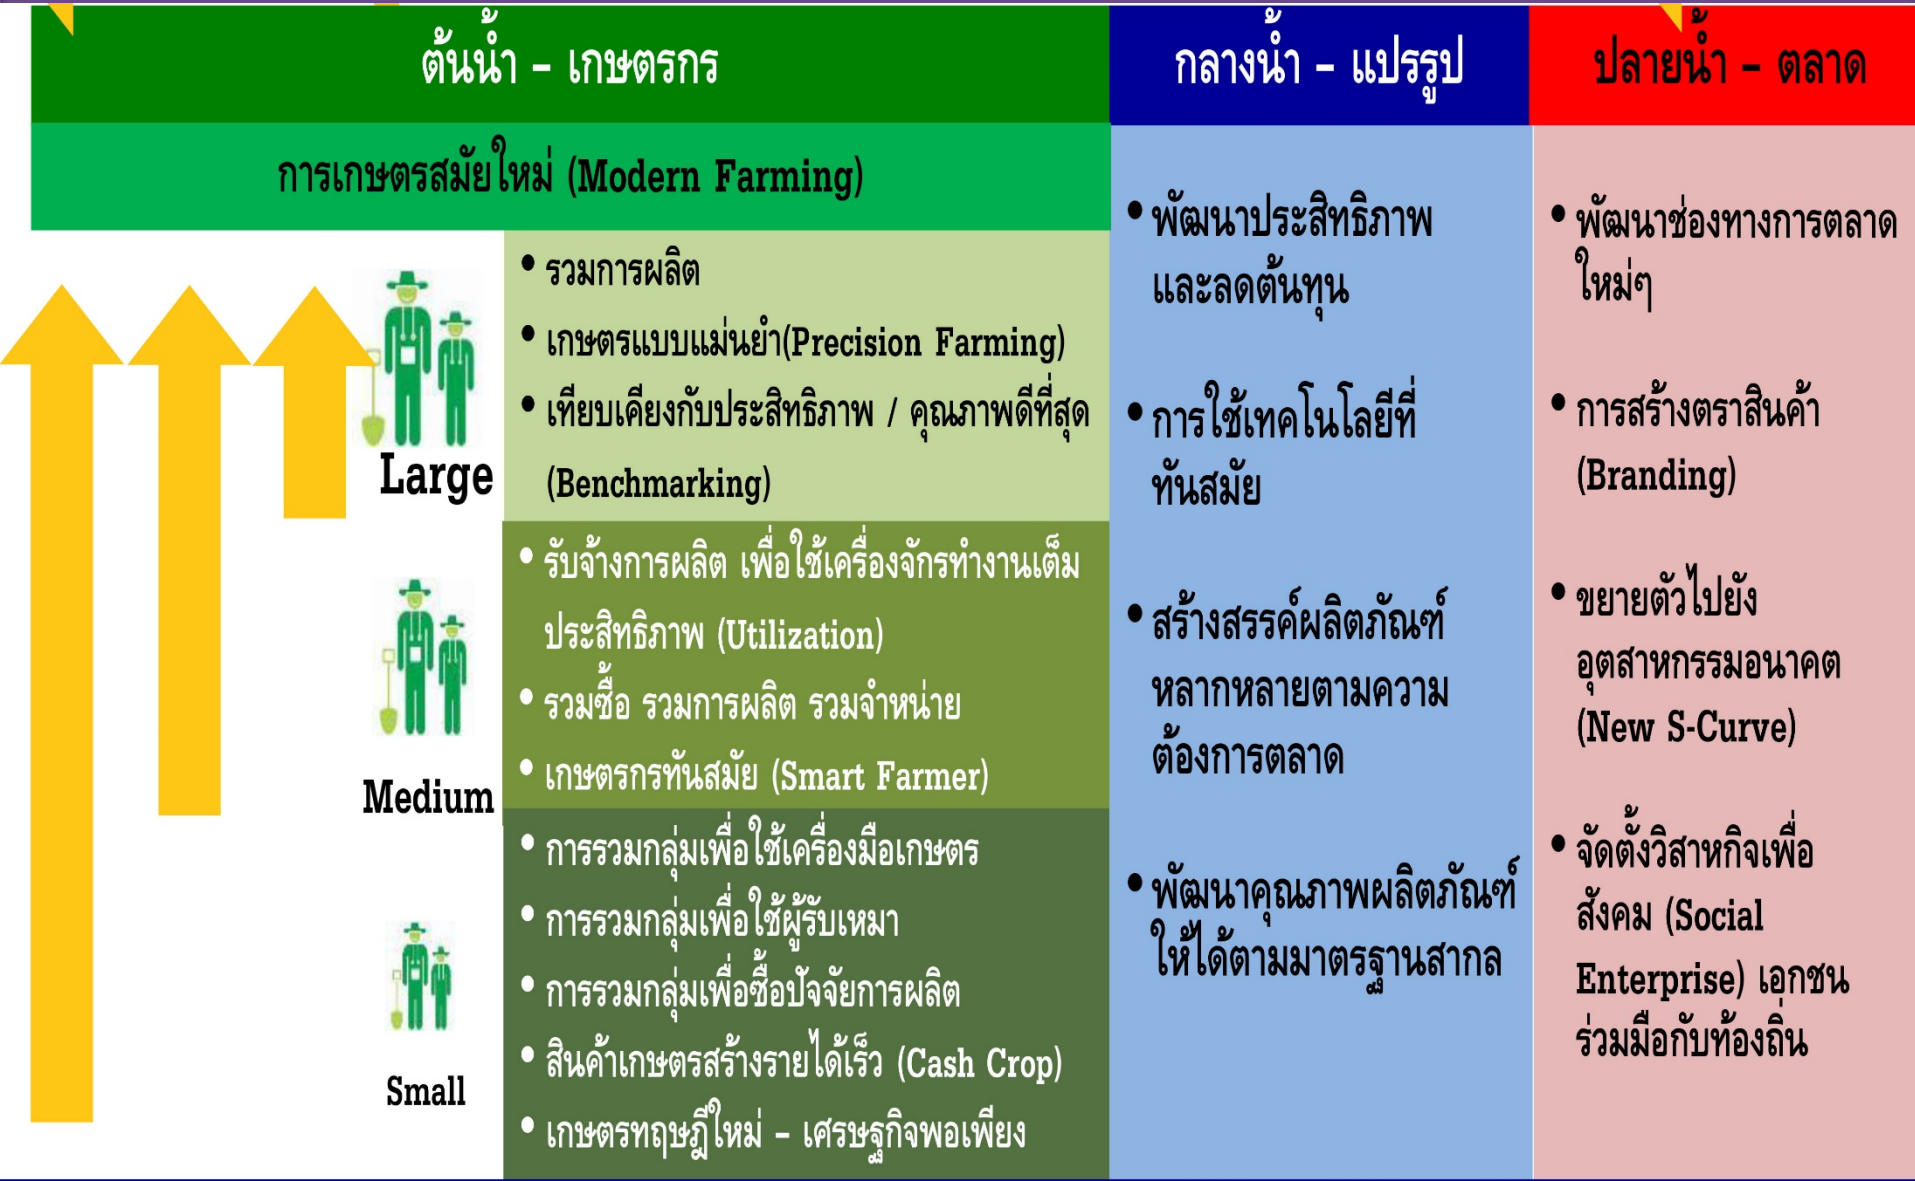 ต้นน้ำ – เกษตรกร
กลางน้ำ – แปรรูป
ปลายน้ำ – ตลาด
การเกษตรสมัยใหม่ (Modern Farming)
Large
• รวมการผลิต
• เกษตรแบบแม่นยำ(Precision Farming)
• เทียบเคียงกับประสิทธิภาพ / คุณภาพดีที่สุด
(Benchmarking)
Medium
• รับจ้างการผลิต เพื่อใช้เครื่องจักรทำงานเต็ม
ประสิทธิภาพ (Utilization)
• รวมซื้อ รวมการผลิต รวมจำหน่าย
• เกษตรกรทันสมัย (Smart Farmer)
Small
• การรวมกลุ่มเพื่อใช้เครื่องมือเกษตร
• การรวมกลุ่มเพื่อใช้ผู้รับเหมา
• การรวมกลุ่มเพื่อซื้อปัจจัยการผลิต
• สินค้าเกษตรสร้างรายได้เร็ว (Cash Crop)
• เกษตรทฤษฎีใหม่ – เศรษฐกิจพอเพียง
• พัฒนาประสิทธิภาพ
และลดต้นทุน
• การใช้เทคโนโลยีที่
ทันสมัย
• สร้างสรรค์ผลิตภัณฑ์
หลากหลายตามความ
ต้องการตลาด
• พัฒนาคุณภาพผลิตภัณฑ์
ให้ได้ตามมาตรฐานสากล
• พัฒนาช่องทางการตลาด
ใหม่ๆ
• การสร้างตราสินค้า
(Branding)
• ขยายตัวไปยัง
อุตสาหกรรมอนาคต
(New S-Curve)
• จัดตั้งวิสาหกิจเพื่อ
สังคม (Social
Enterprise) เอกชน
ร่วมมือกับท้องถิ่น